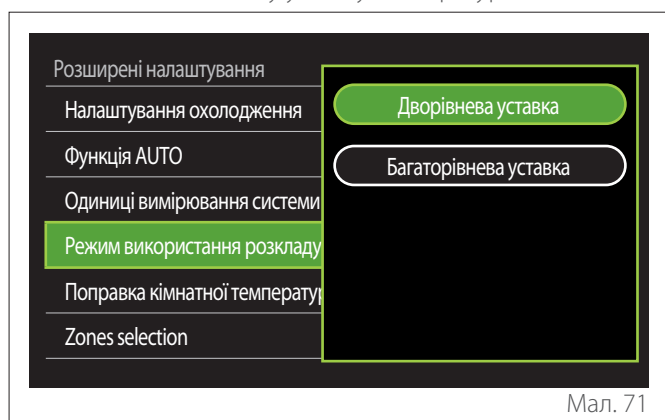 Розширені налаштування
Налаштування охолодження
Функція AUTO
Одиниці вимірювання системи
Режим використання розкладу
Поправка кімнатної температур
Zones selection
Дворівнева уставка
Багаторівнева уставка
Мал. 71